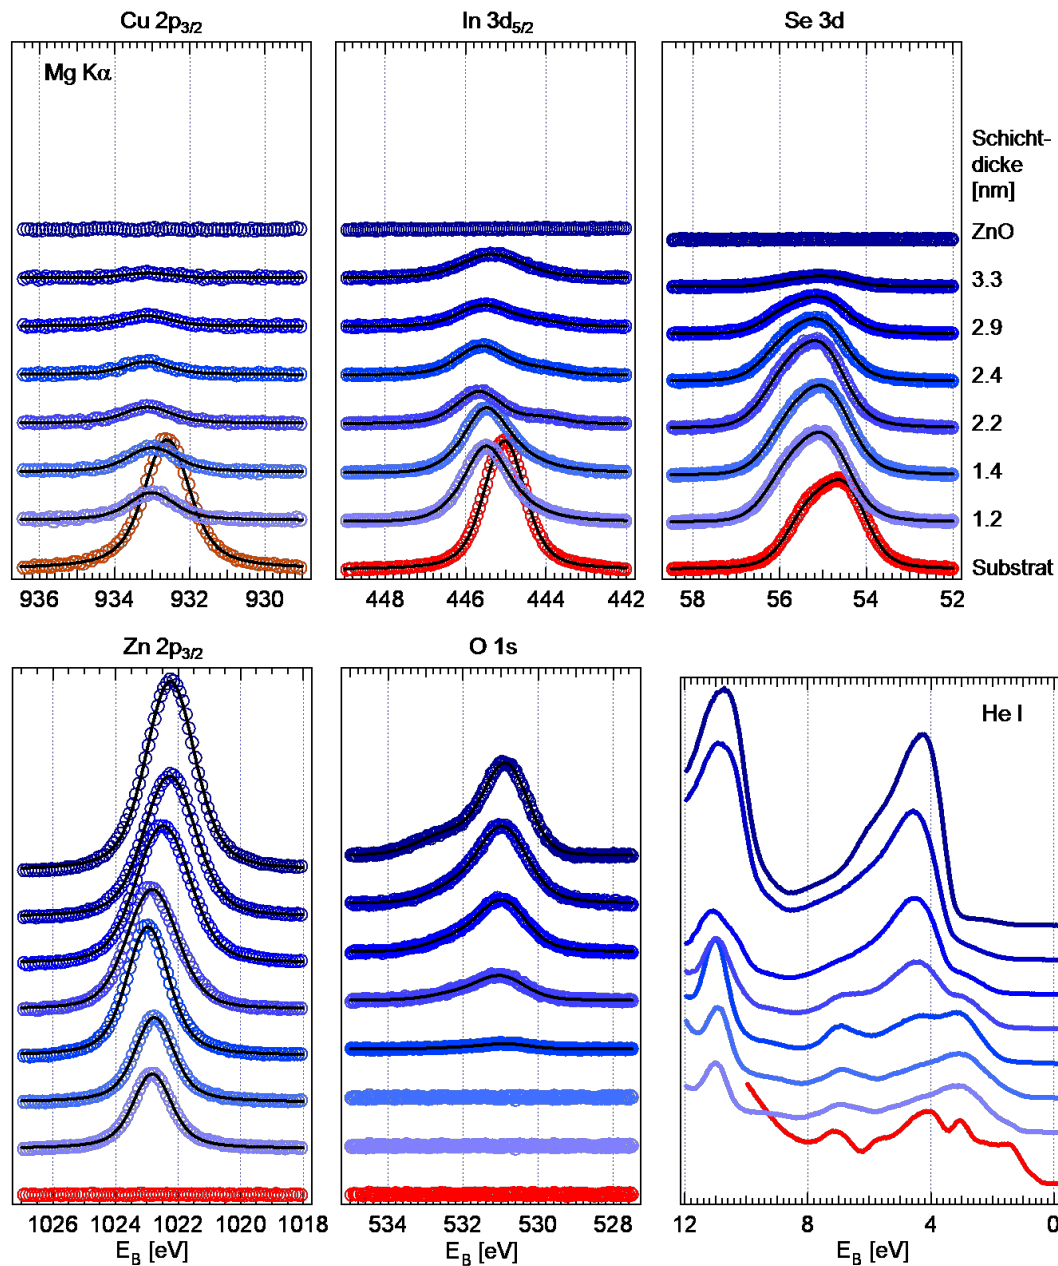 Cu 2p3/2
In 3d5/2
Se 3d
Mg Kα
Schicht-
dicke
[nm]
ZnO
3.3
2.9
2.4
2.2
1.4
1.2
Substrat
936 934 932 930
448 446 444 442
58 56 54 52
Zn 2p3/2
O 1s
He I
1026 1024 1022 1020 1018
534 532 530 528
12 8 4 0
EB [eV]
EB [eV]
EB [eV]